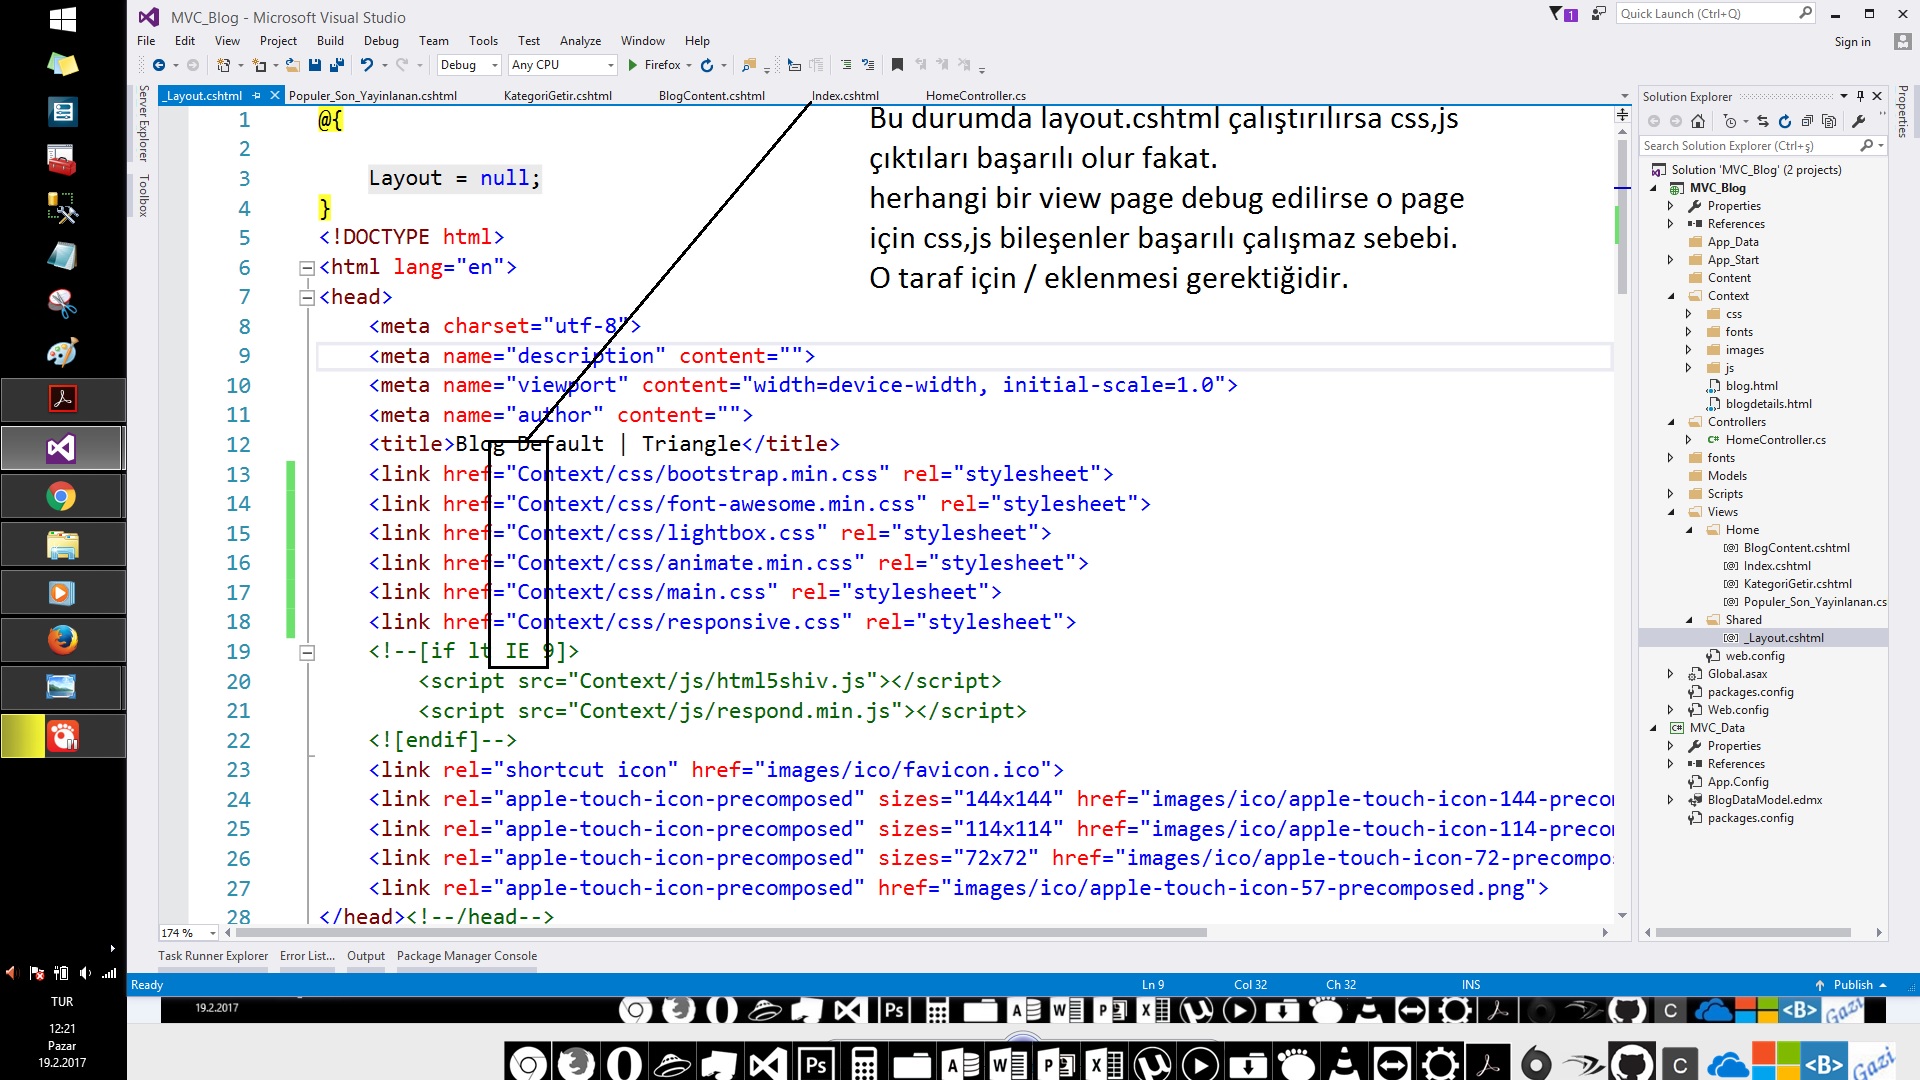 MVC_Blog - Microsoft Visual Studio
1
Quick Launch (Ctrl+Q)
File Edit View Project Build Debug Team Tools Test Analyze Window Help
Sign in
Debug Any CPU Firefox
Server Explorer
Toolbox
_Layout.cshtml Populer_Son_Yayinlanan.cshtml KategoriGetir.cshtml BlogContent.cshtml Index.cshtml HomeController.cs
Bu durumda layout.cshtml çalıştırılırsa css,js
çıktıları başarılı olur fakat.
herhangi bir view page debug edilirse o page
için css,js bileşenler başarılı çalışmaz sebebi.
O taraf için / eklenmesi gerektiğidir.
1 @{
2
3 Layout = null;
4 }
5 <!DOCTYPE html>
6 <html lang="en">
7 <head>
8 <meta charset="utf-8">
9 <meta name="description" content="">
10 <meta name="viewport" content="width=device-width, initial-scale=1.0">
11 <meta name="author" content="">
12 <title>Blog Default | Triangle</title>
13 <link href="Context/css/bootstrap.min.css" rel="stylesheet">
14 <link href="Context/css/font-awesome.min.css" rel="stylesheet">
15 <link href="Context/css/lightbox.css" rel="stylesheet">
16 <link href="Context/css/animate.min.css" rel="stylesheet">
17 <link href="Context/css/main.css" rel="stylesheet">
18 <link href="Context/css/responsive.css" rel="stylesheet">
19 <!--[if lt IE 9]>
20 <script src="Context/js/html5shiv.js"></script>
21 <script src="Context/js/respond.min.js"></script>
22 <![endif]-->
23 <link rel="shortcut icon" href="images/ico/favicon.ico">
24 <link rel="apple-touch-icon-precomposed" sizes="144x144" href="images/ico/apple-touch-icon-144-precom
25 <link rel="apple-touch-icon-precomposed" sizes="114x114" href="images/ico/apple-touch-icon-114-precom
26 <link rel="apple-touch-icon-precomposed" sizes="72x72" href="images/ico/apple-touch-icon-72-precompos
27 <link rel="apple-touch-icon-precomposed" href="images/ico/apple-touch-icon-57-precomposed.png">
28 </head><!--/head-->
174 %
Solution Explorer
Properties
Search Solution Explorer (Ctrl+ş)
Solution 'MVC_Blog' (2 projects)
MVC_Blog
Properties
References
App_Data
App_Start
Content
Context
css
fonts
images
js
blog.html
blogdetails.html
Controllers
HomeController.cs
fonts
Models
Scripts
Views
Home
BlogContent.cshtml
Index.cshtml
KategoriGetir.cshtml
Populer_Son_Yayinlanan.cs
Shared
_Layout.cshtml
web.config
Global.asax
packages.config
Web.config
MVC_Data
Properties
References
App.Config
BlogDataModel.edmx
packages.config
Task Runner Explorer Error List... Output Package Manager Console
Ready Ln 9 Col 32 Ch 32 INS Publish
TUR
12:21
Pazar
19.2.2017
19.2.2017
Ps
<B> Gazi
Ps
<B> Gazi